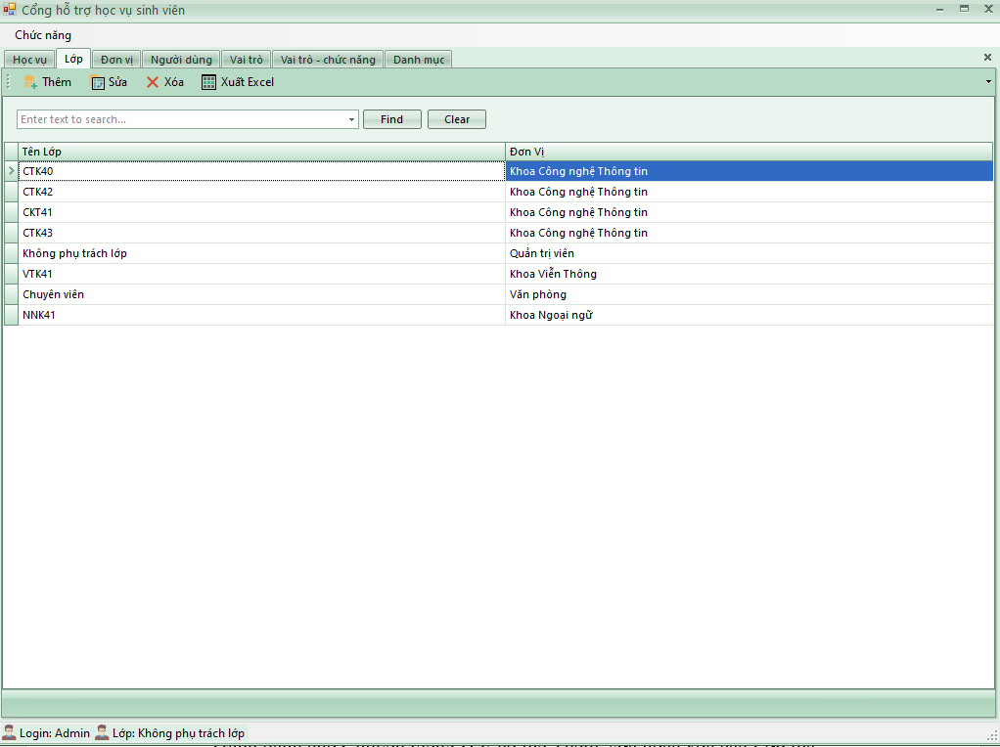 Cổng hỗ trợ học vụ sinh viên
Chức năng
Học vụ Lớp Đơn vị Người dùng Vai trò Vai trò - chức năng Danh mục
Thêm Sửa Xóa Xuất Excel
Enter text to search... Find Clear
Tên Lớp Đơn Vị
CTK40 Khoa Công nghệ Thông tin
CTK42 Khoa Công nghệ Thông tin
CKT41 Khoa Công nghệ Thông tin
CTK43 Khoa Công nghệ Thông tin
Không phụ trách lớp Quản trị viên
VTK41 Khoa Viễn Thông
Chuyên viên Văn phòng
NNK41 Khoa Ngoại ngữ
Login: Admin Lớp: Không phụ trách lớp